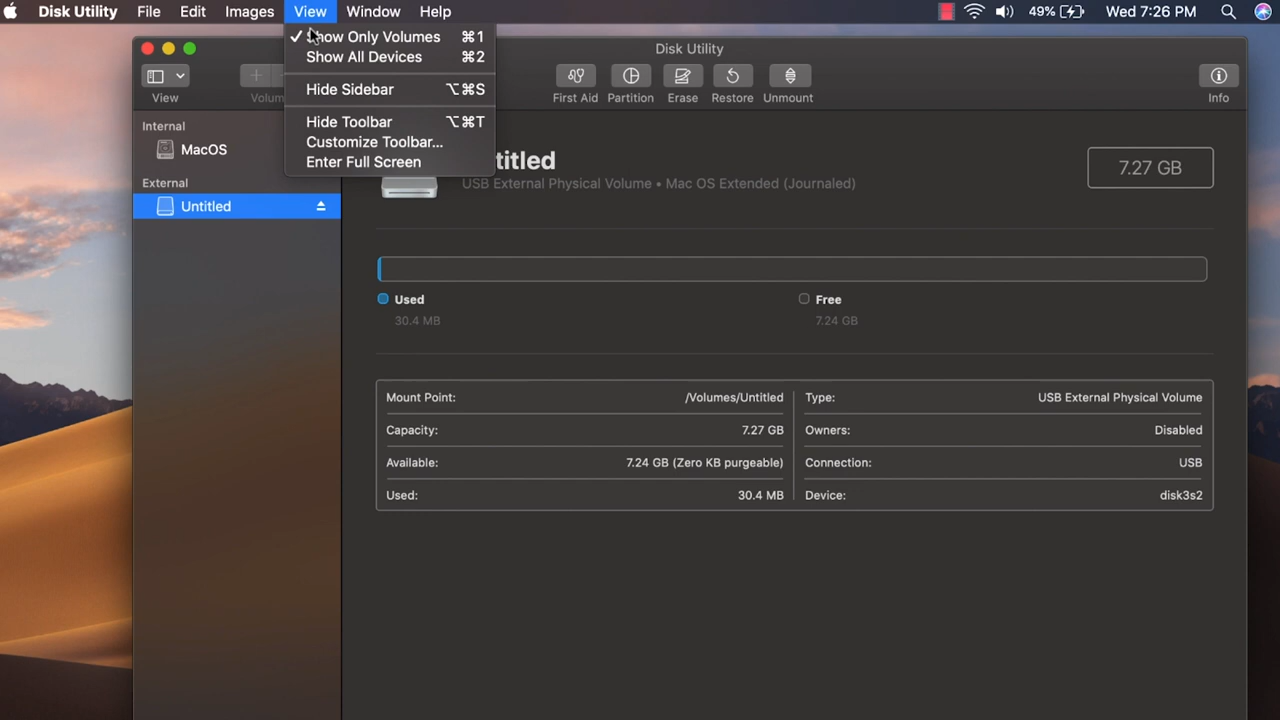 Disk Utility File Edit Images View Window Help 49% Wed 7:26 PM
✓ Show Only Volumes ⌘1
Show All Devices ⌘2
Hide Sidebar ⌥⌘S
Hide Toolbar ⌥⌘T
Customize Toolbar...
Enter Full Screen
Disk Utility
View Volum First Aid Partition Erase Restore Unmount Info
Internal
MacOS
External
Untitled
titled
USB External Physical Volume • Mac OS Extended (Journaled)
7.27 GB
Used Free
30.4 MB 7.24 GB
Mount Point: /Volumes/Untitled Type: USB External Physical Volume
Capacity: 7.27 GB Owners: Disabled
Available: 7.24 GB (Zero KB purgeable) Connection: USB
Used: 30.4 MB Device: disk3s2